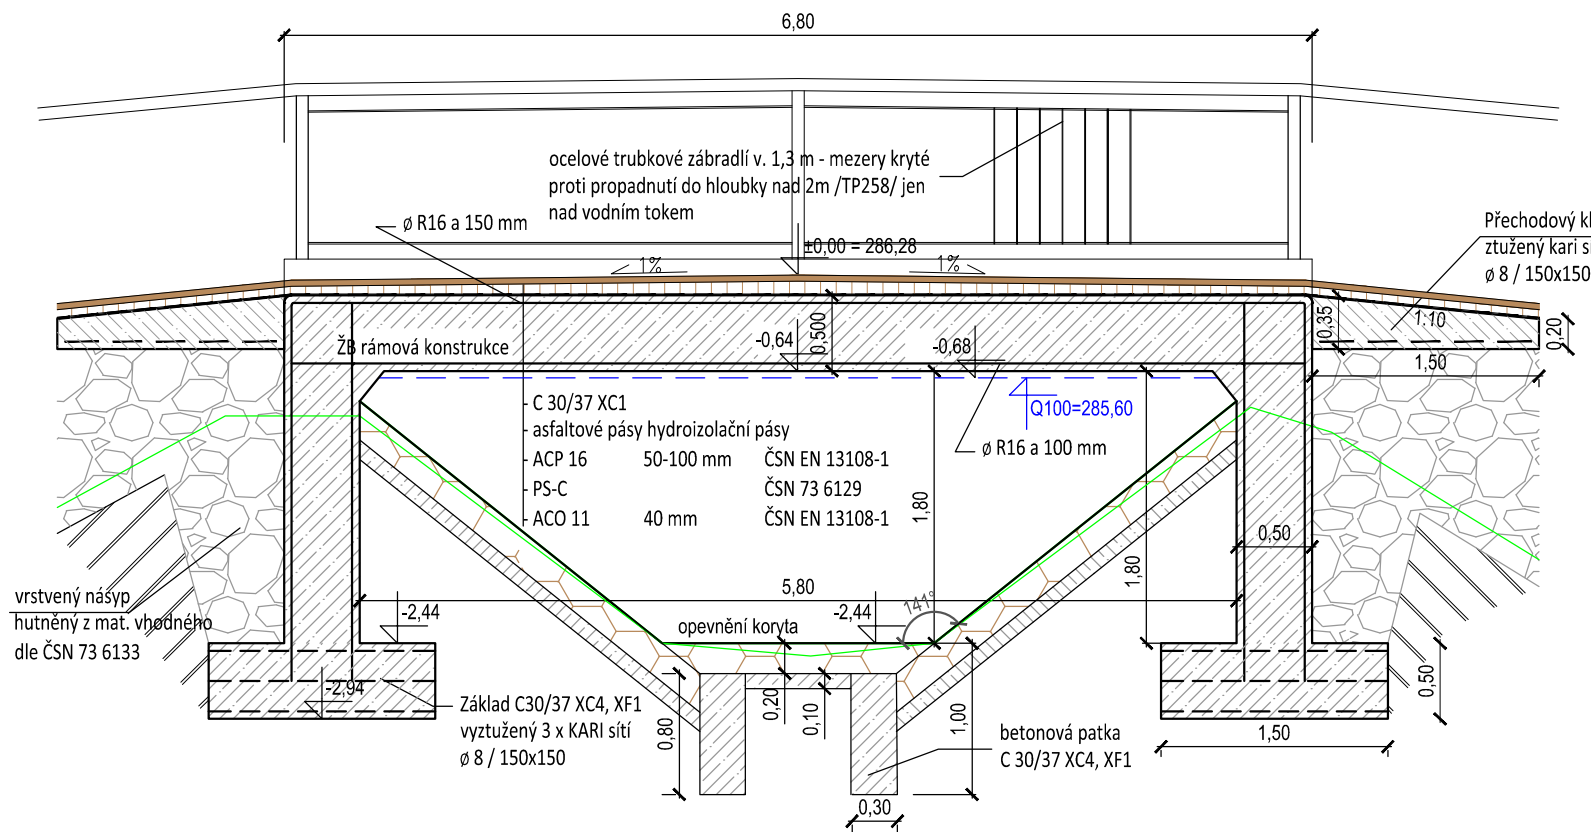 6,80
ocelové trubkové zábradlí v. 1,3 m - mezery kryté
proti propadnutí do hloubky nad 2m /TP258/ jen
nad vodním tokem
ø R16 a 150 mm
±0,00 = 286,28
1%
1%
Přechodový kl
ztužený kari sí
ø 8 / 150x150
0,35
1:10
0,20
1,50
ŽB rámová konstrukce
-0,64
0,500
-0,68
Q100=285,60
C 30/37 XC1
asfaltové pásy hydroizolační pásy
ACP 16 50-100 mm ČSN EN 13108-1
PS-C ČSN 73 6129
ACO 11 40 mm ČSN EN 13108-1
ø R16 a 100 mm
1,80
1,80
0,50
5,80
141°
vrstvený násyp
hutněný z mat. vhodného
dle ČSN 73 6133
-2,44
-2,44
opevnění koryta
-2,94
Základ C30/37 XC4, XF1
vyztužený 3 x KARI sítí
ø 8 / 150x150
0,80
0,20
0,10
1,00
0,30
betonová patka
C 30/37 XC4, XF1
0,50
1,50